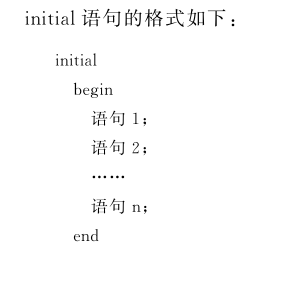 initial 语句的格式如下：
initial
begin
语句 1；
语句 2；
……
语句 n；
end